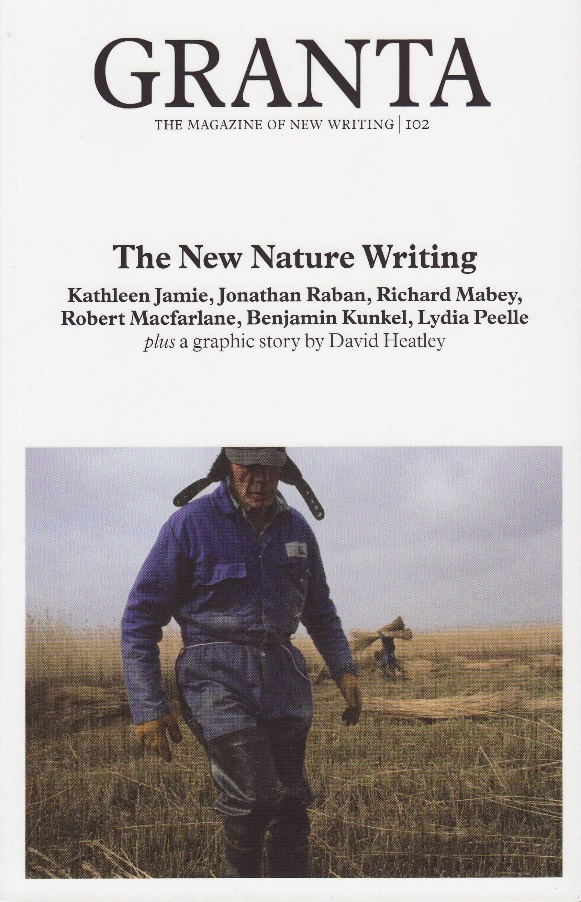 GRANTA
THE MAGAZINE OF NEW WRITING | 102
The New Nature Writing
Kathleen Jamie, Jonathan Raban, Richard Mabey,
Robert Macfarlane, Benjamin Kunkel, Lydia Peelle
plus a graphic story by David Heatley